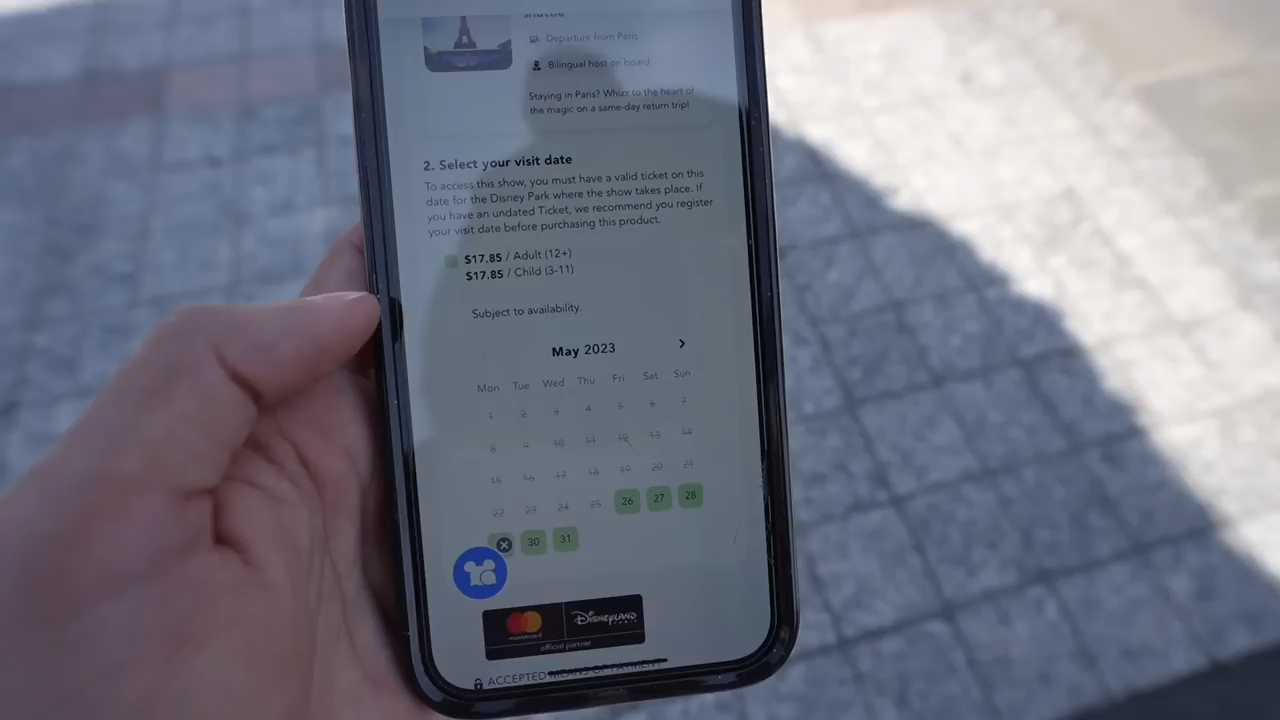 shuttle
Departure from Paris
Bilingual host on board
Staying in Paris? Whizz to the heart of
the magic on a same-day return trip!
2. Select your visit date
To access this show, you must have a valid ticket on this
date for the Disney Park where the show takes place. If
you have an undated Ticket, we recommend you register
your visit date before purchasing this product.
$17.85 / Adult (12+)
$17.85 / Child (3-11)
Subject to availability.
May 2023
Mon Tue Wed Thu Fri Sat Sun
1 2 3 4 5 6 7
8 9 10 11 12 13 14
15 16 17 18 19 20 21
22 23 24 25 26 27 28
30 31
mastercard
DISNEYLAND
PARIS
official partner
ACCEPTED MEANS OF PAYMENT